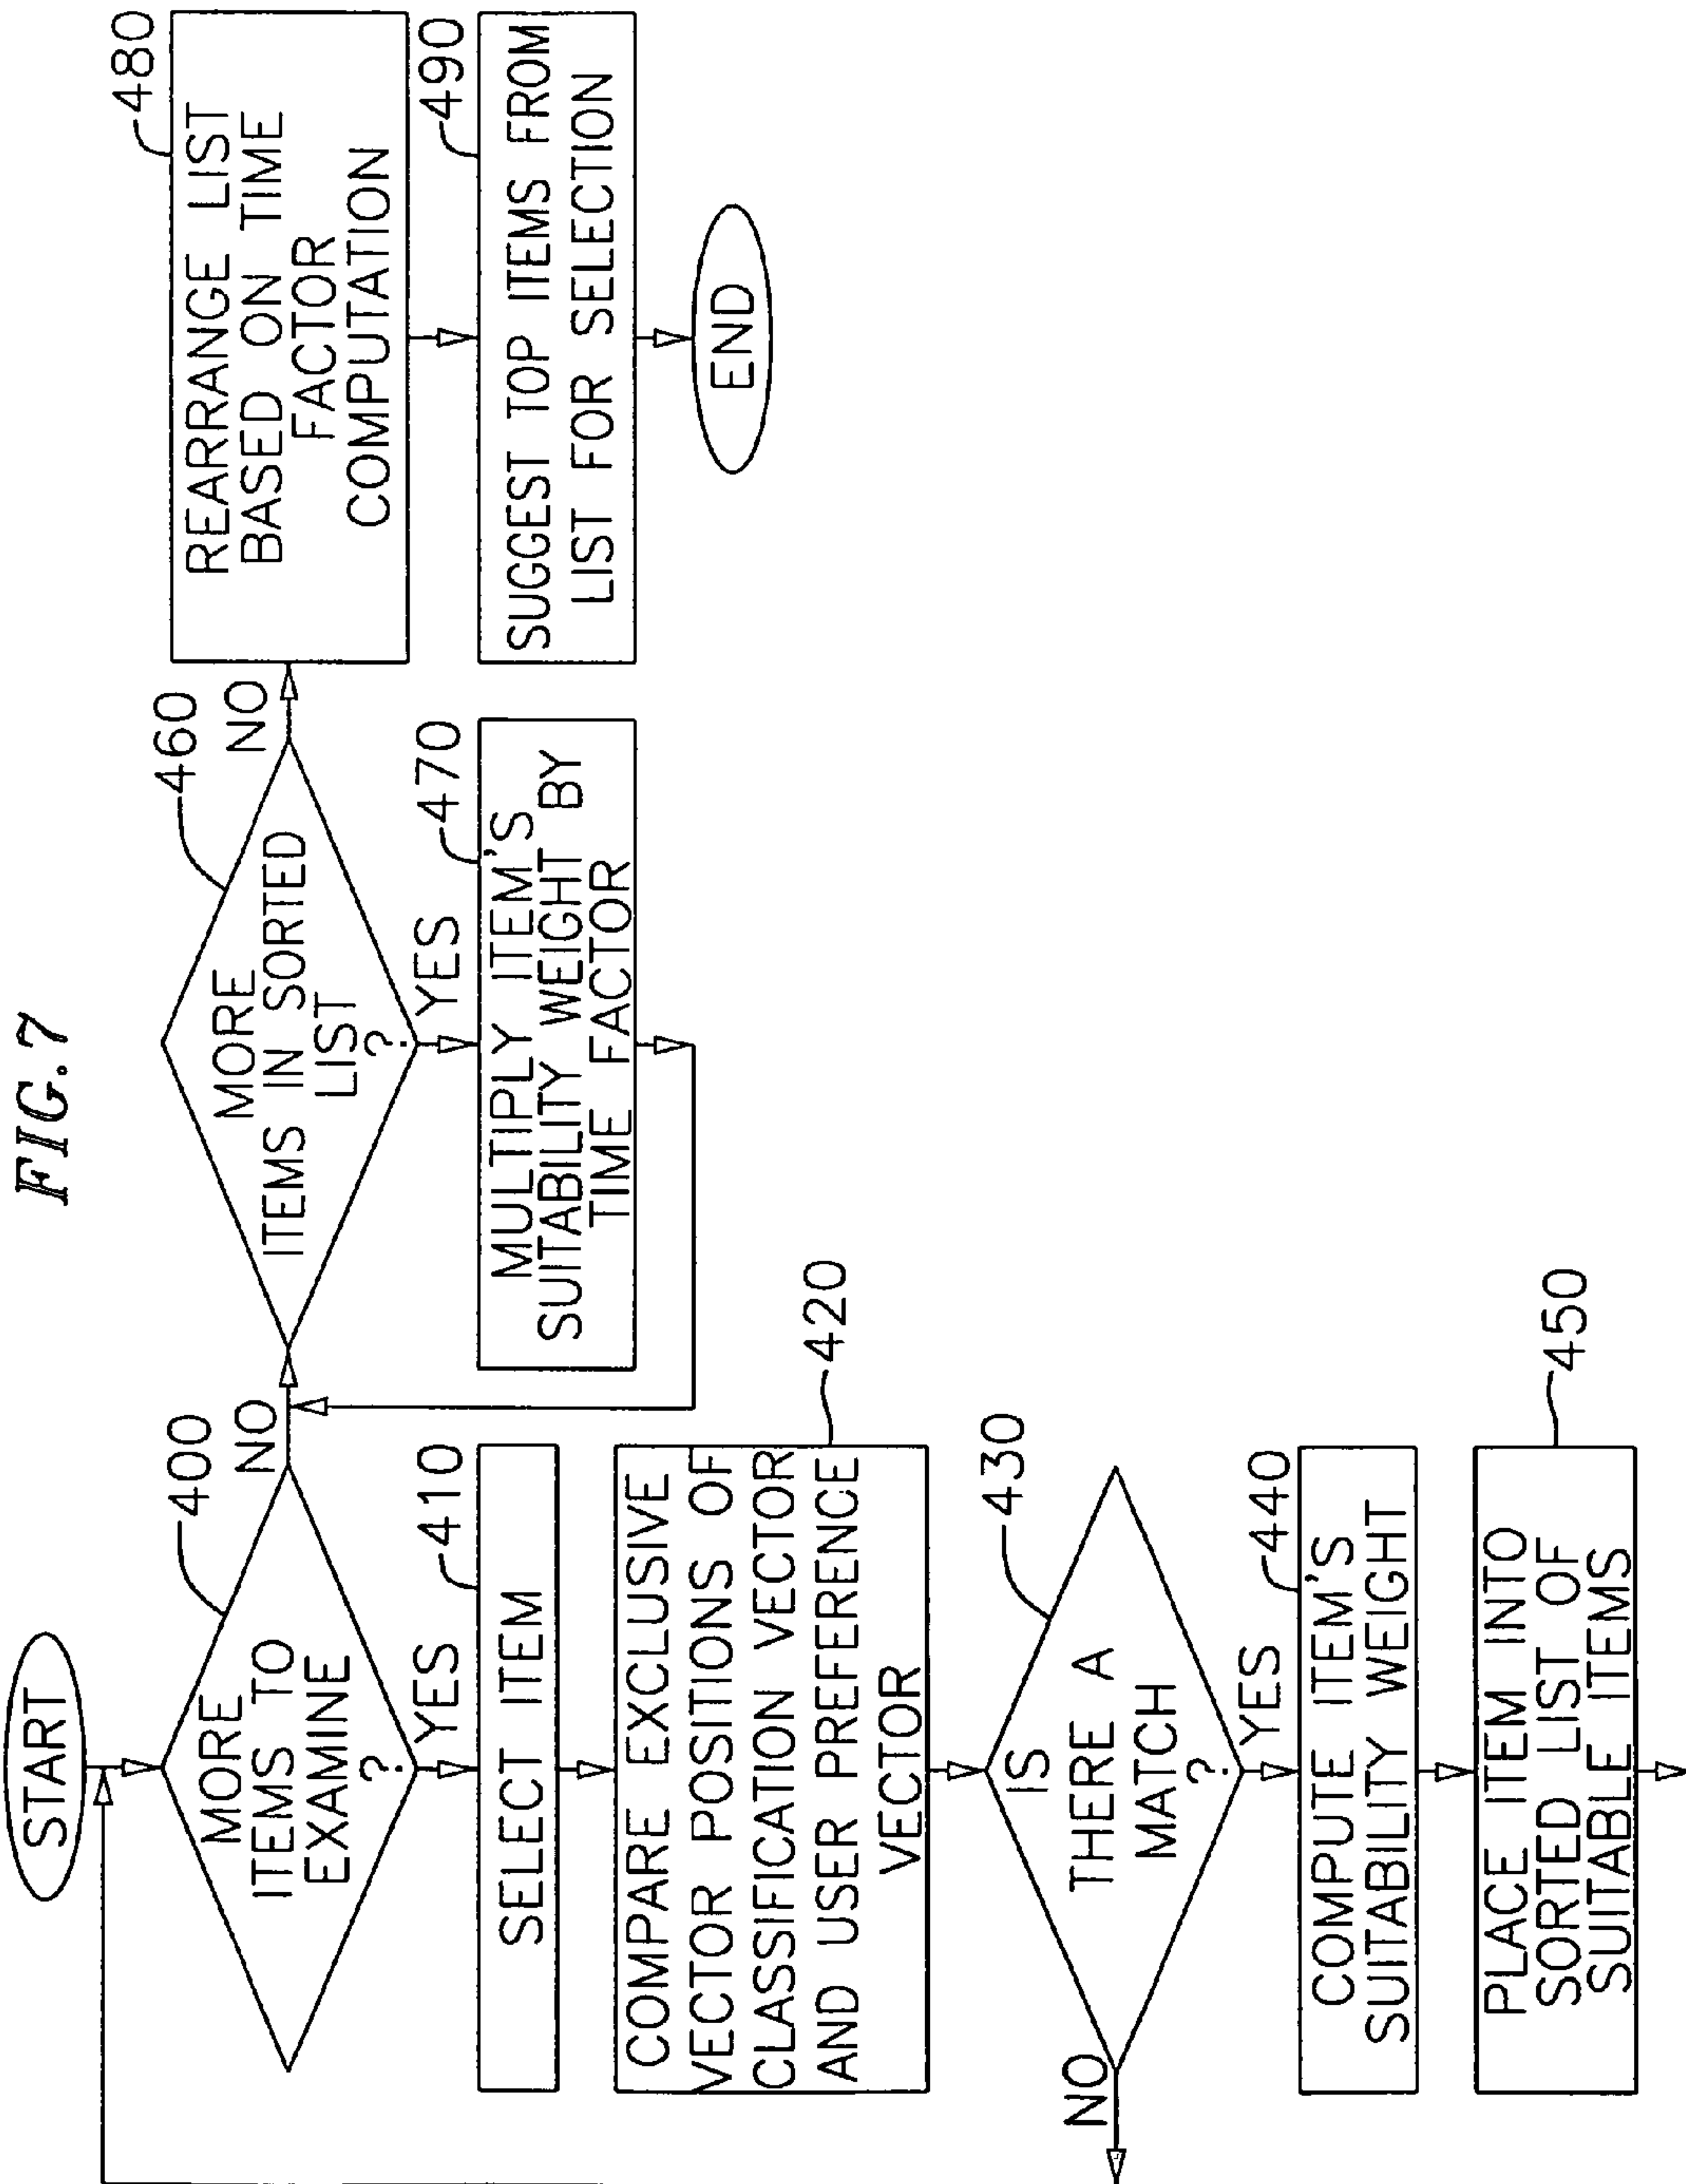 FIG. 7
START
400
MORE
ITEMS TO
EXAMINE
?
NO
YES
410
SELECT ITEM
420
COMPARE EXCLUSIVE
VECTOR POSITIONS OF
CLASSIFICATION VECTOR
AND USER PREFERENCE
VECTOR
430
IS
THERE A
MATCH
?
NO
YES
440
COMPUTE ITEM'S
SUITABILITY WEIGHT
450
PLACE ITEM INTO
SORTED LIST OF
SUITABLE ITEMS
460
MORE
ITEMS IN SORTED
LIST
?
NO
YES
470
MULTIPLY ITEM'S
SUITABILITY WEIGHT BY
TIME FACTOR
480
REARRANGE LIST
BASED ON TIME
FACTOR
COMPUTATION
490
SUGGEST TOP ITEMS FROM
LIST FOR SELECTION
END